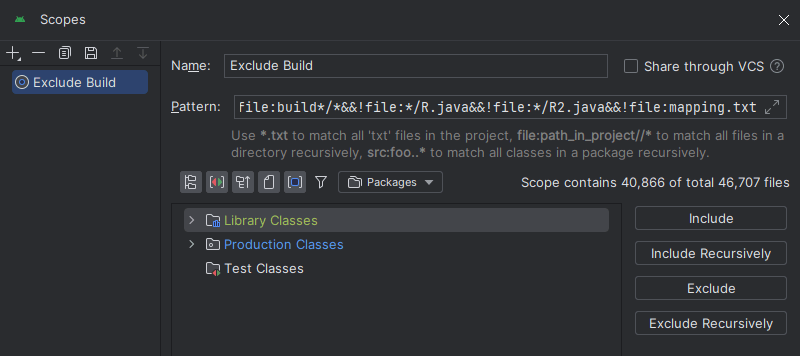 Scopes
Exclude Build
Name: Exclude Build
Share through VCS
Pattern: file:build*/*&&!file:*/R.java&&!file:*/R2.java&&!file:mapping.txt
Use *.txt to match all 'txt' files in the project, file:path_in_project//* to match all files in a
directory recursively, src:foo..* to match all classes in a package recursively.
Packages
Scope contains 40,866 of total 46,707 files
Library Classes
Production Classes
Test Classes
Include
Include Recursively
Exclude
Exclude Recursively